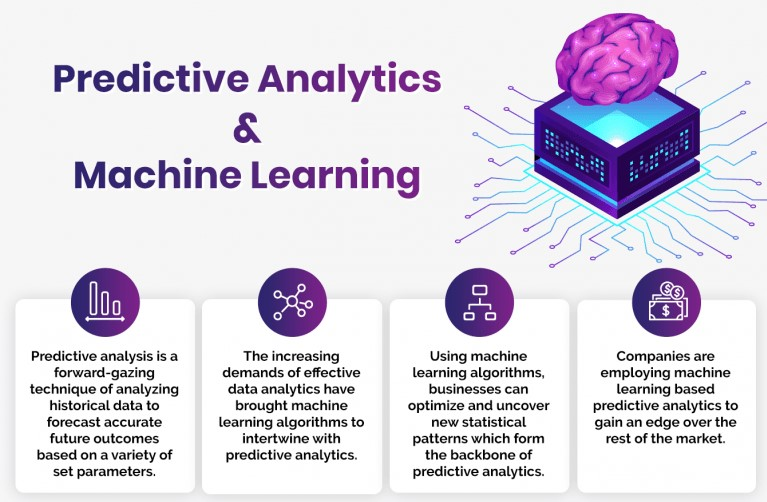 Predictive Analytics
&
Machine Learning
Predictive analysis is a
forward-gazing
technique of analyzing
historical data to
forecast accurate
future outcomes
based on a variety of
set parameters.
The increasing
demands of effective
data analytics have
brought machine
learning algorithms to
intertwine with
predictive analytics.
Using machine
learning algorithms,
businesses can
optimize and uncover
new statistical
patterns which form
the backbone of
predictive analytics.
$ $
$
Companies are
employing machine
learning based
predictive analytics to
gain an edge over the
rest of the market.